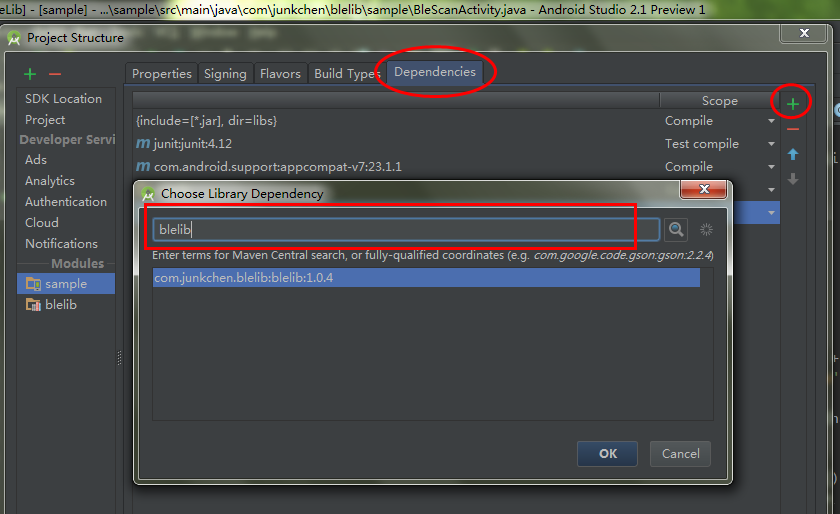 eLib] - [sample] - ...\sample\src\main\java\com\junkchen\blelib\sample\BleScanActivity.java - Android Studio 2.1 Preview 1
Project Structure
SDK Location
Project
Developer Servi
Ads
Analytics
Authentication
Cloud
Notifications
Modules
sample
blelib
Properties
Signing
Flavors
Build Types
Dependencies
Scope
{include=[*.jar], dir=libs}
Compile
junit:junit:4.12
Test compile
com.android.support:appcompat-v7:23.1.1
Compile
Choose Library Dependency
blelib
Enter terms for Maven Central search, or fully-qualified coordinates (e.g. com.google.code.gson:gson:2.2.4)
com.junkchen.blelib:blelib:1.0.4
OK
Cancel